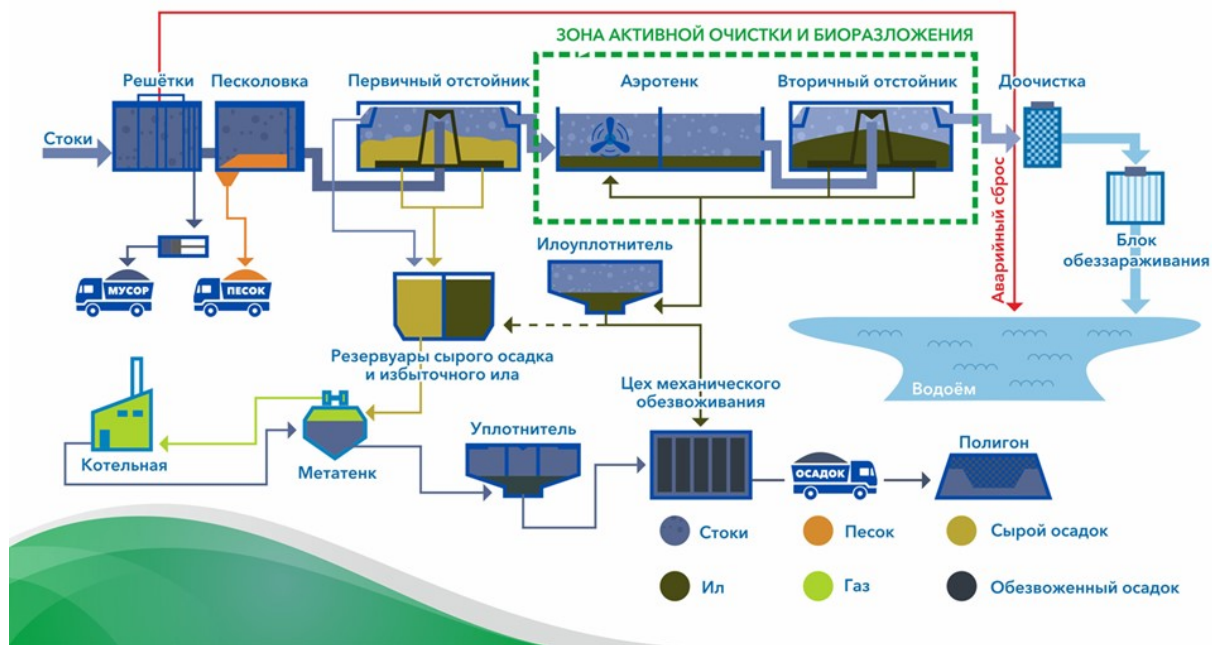 ЗОНА АКТИВНОЙ ОЧИСТКИ И БИОРАЗЛОЖЕНИЯ
Решётки
Песколовка
Первичный отстойник
Аэротенк
Вторичный отстойник
Доочистка
Стоки
Аварийный сброс
Блок
обеззараживания
Илоуплотнитель
МУСОР
ПЕСОК
Резервуары сырого осадка
и избыточного ила
Цех механического
обезвоживания
Водоём
Котельная
Метатенк
Уплотнитель
ОСАДОК
Полигон
Стоки
Песок
Сырой осадок
Ил
Газ
Обезвоженный осадок